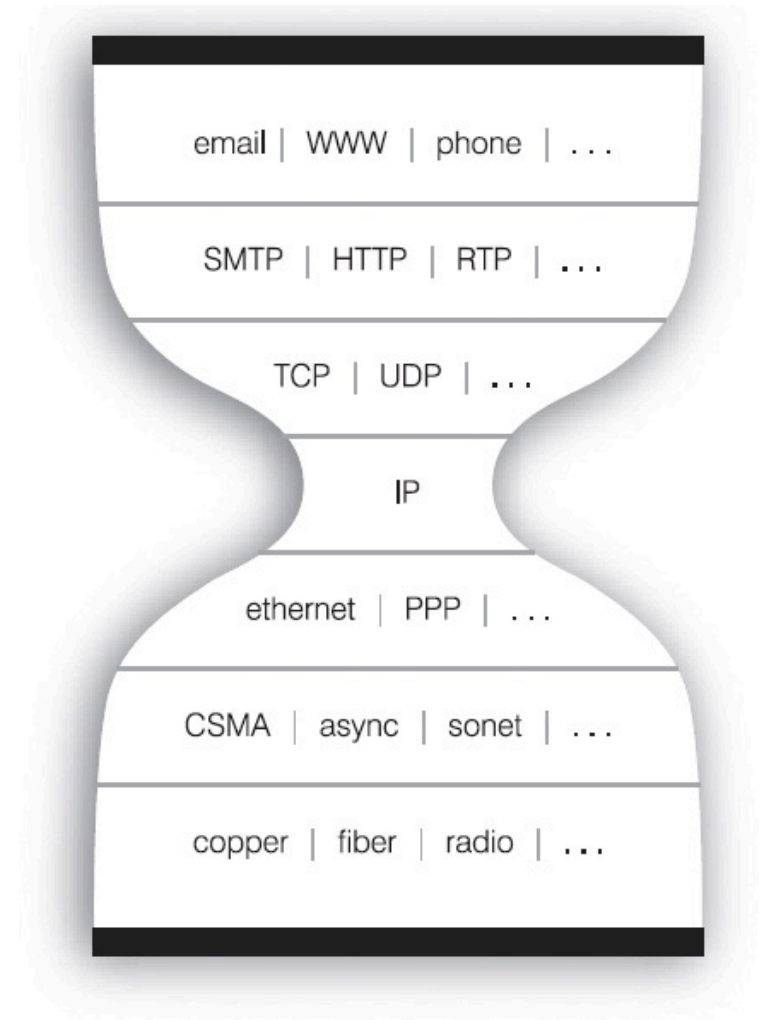 email | WWW | phone | ...
SMTP | HTTP | RTP | ...
TCP | UDP | ...
IP
ethernet | PPP | ...
CSMA | async | sonet | ...
copper | fiber | radio | ...